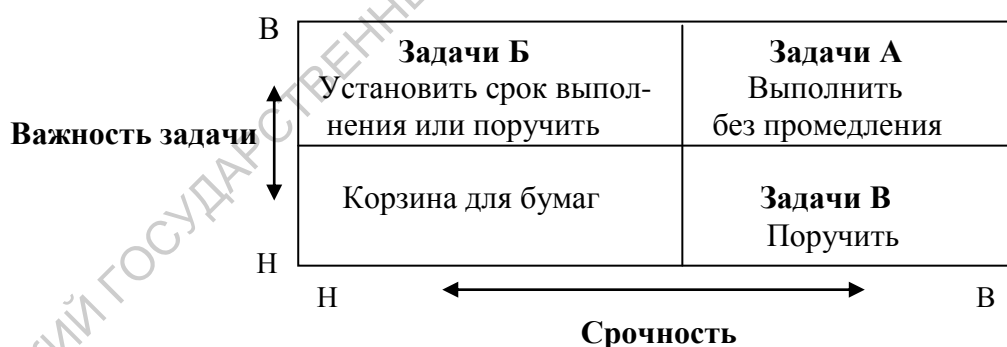 В
Задачи Б
Установить срок выпол-
нения или поручить
Задачи А
Выполнить
без промедления
Важность задачи
Корзина для бумаг
Задачи В
Поручить
Н
Н
В
Срочность